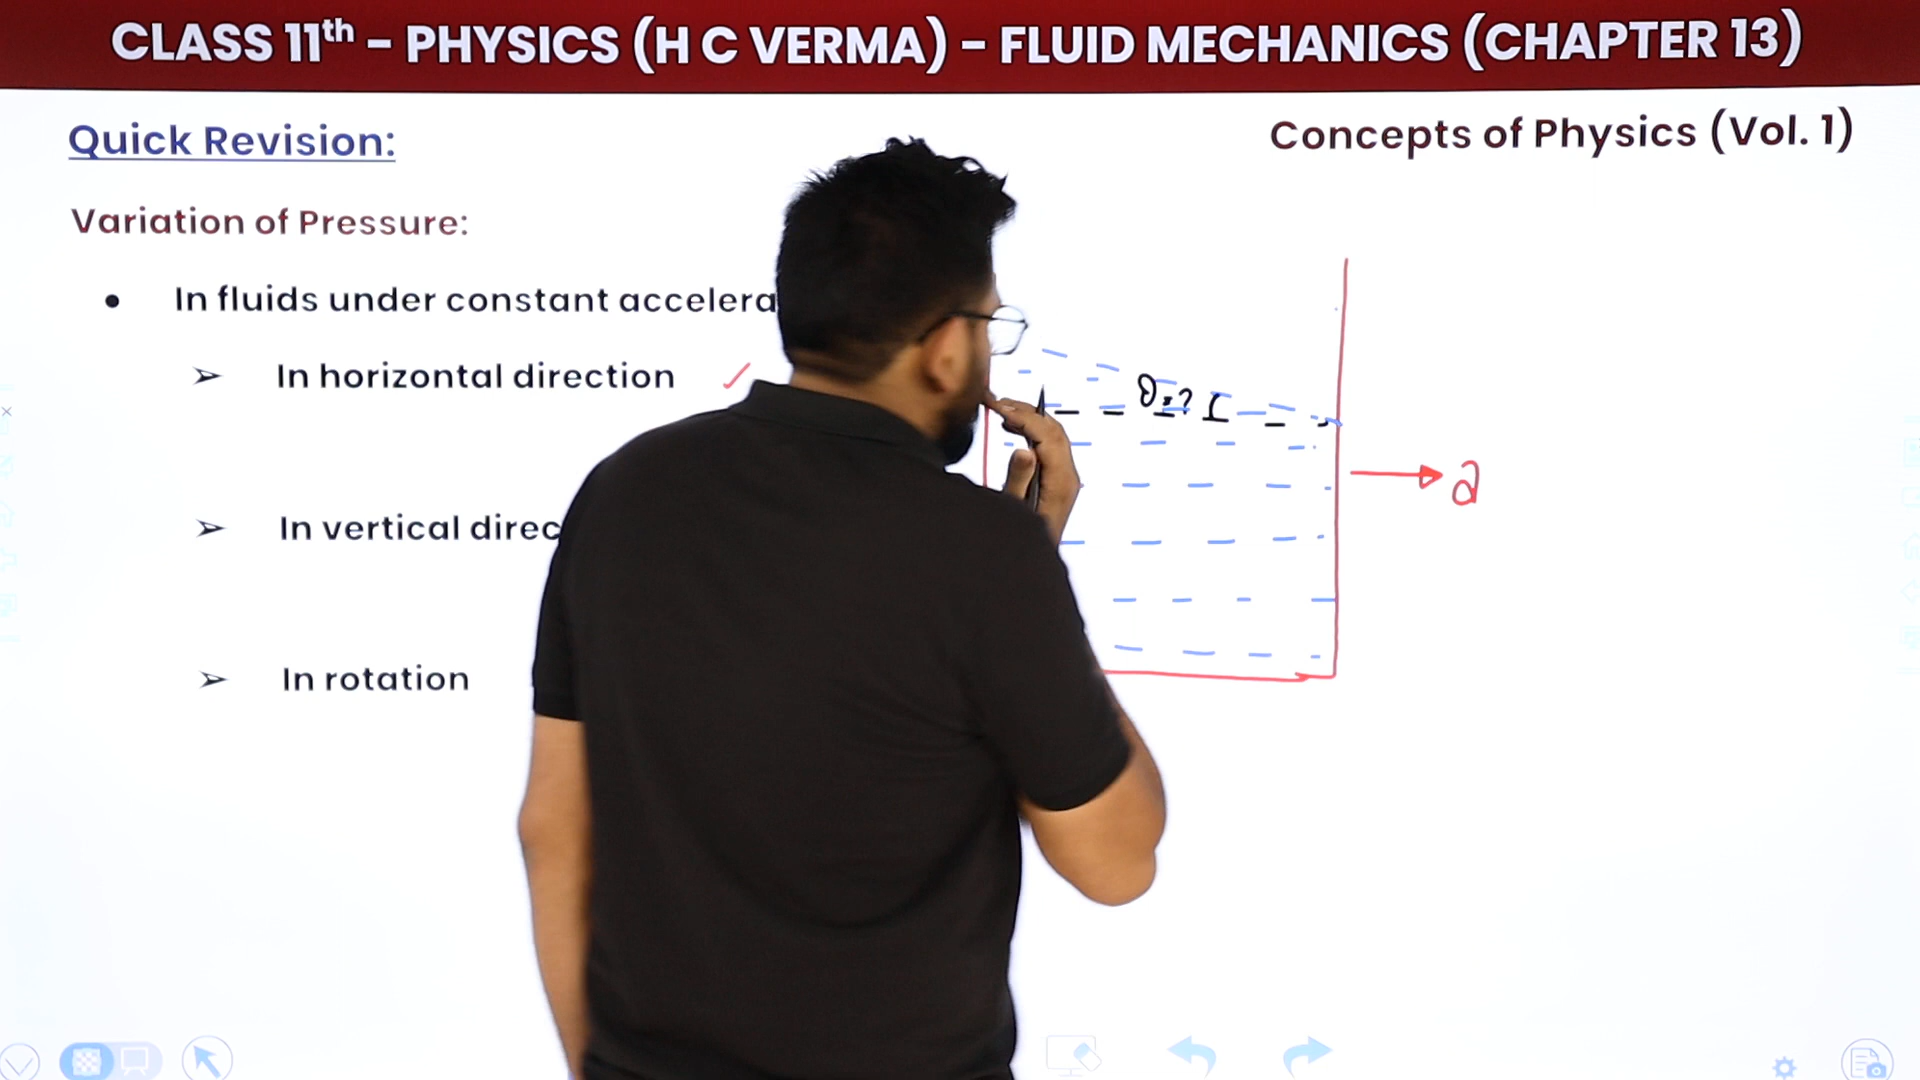 CLASS 11th - PHYSICS (H C VERMA) - FLUID MECHANICS (CHAPTER 13)
Quick Revision:
Concepts of Physics (Vol. 1)
Variation of Pressure:
• In fluids under constant accelera
➢ In horizontal direction ✓
θ = ?
a
➢ In vertical direc
➢ In rotation